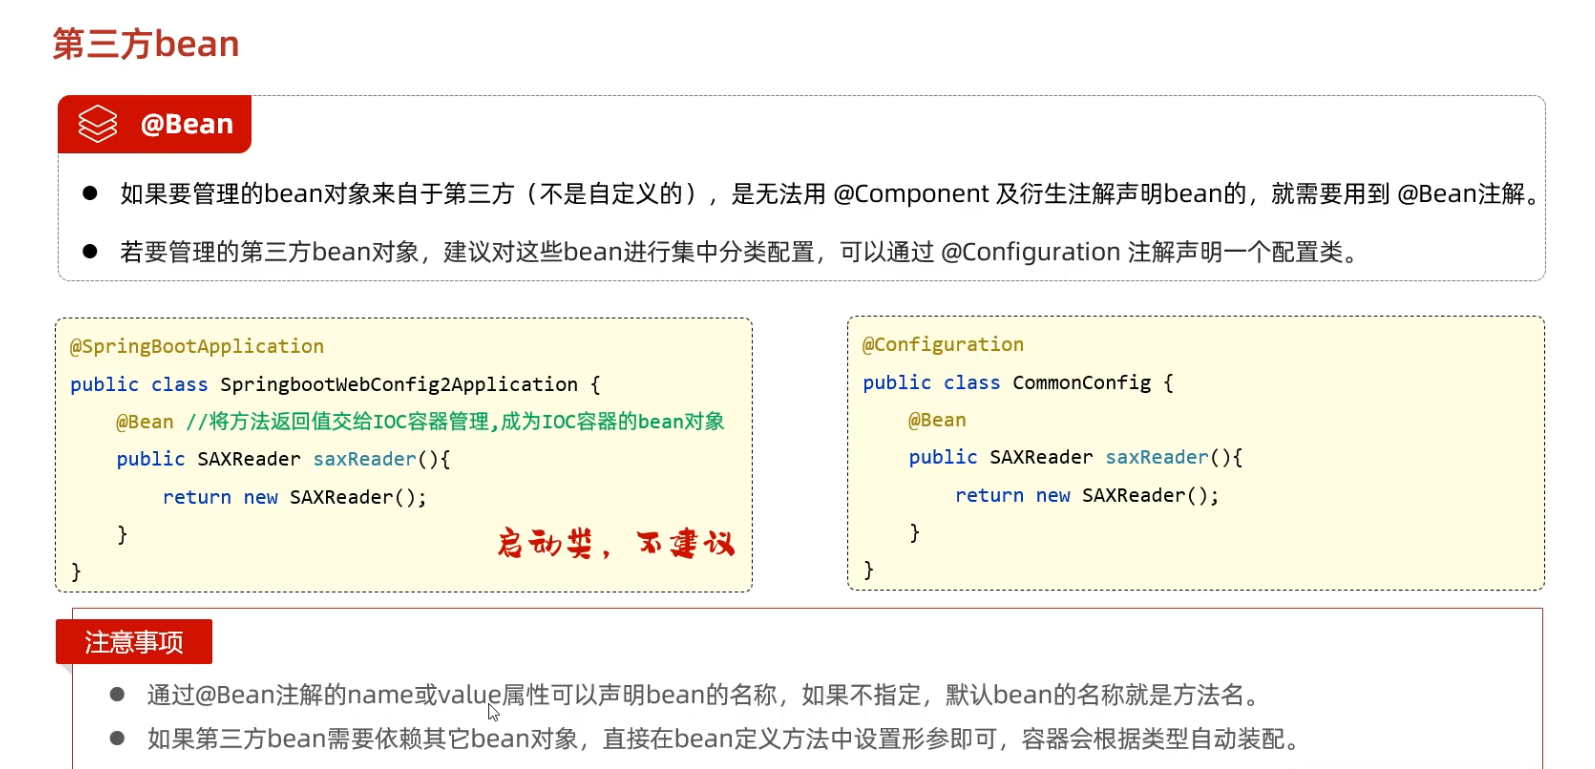 第三方bean
@Bean
● 如果要管理的bean对象来自于第三方（不是自定义的），是无法用 @Component 及衍生注解声明bean的，就需要用到 @Bean注解。
● 若要管理的第三方bean对象，建议对这些bean进行集中分类配置，可以通过 @Configuration 注解声明一个配置类。
@SpringBootApplication
public class SpringbootWebConfig2Application {
@Bean //将方法返回值交给IOC容器管理,成为IOC容器的bean对象
public SAXReader saxReader(){
return new SAXReader();
}
}
启动类，不建议
@Configuration
public class CommonConfig {
@Bean
public SAXReader saxReader(){
return new SAXReader();
}
}
注意事项
● 通过@Bean注解的name或value属性可以声明bean的名称，如果不指定，默认bean的名称就是方法名。
● 如果第三方bean需要依赖其它bean对象，直接在bean定义方法中设置形参即可，容器会根据类型自动装配。